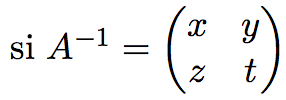 si $A^{-1} = \begin{pmatrix} x & y \\ z & t \end{pmatrix}$